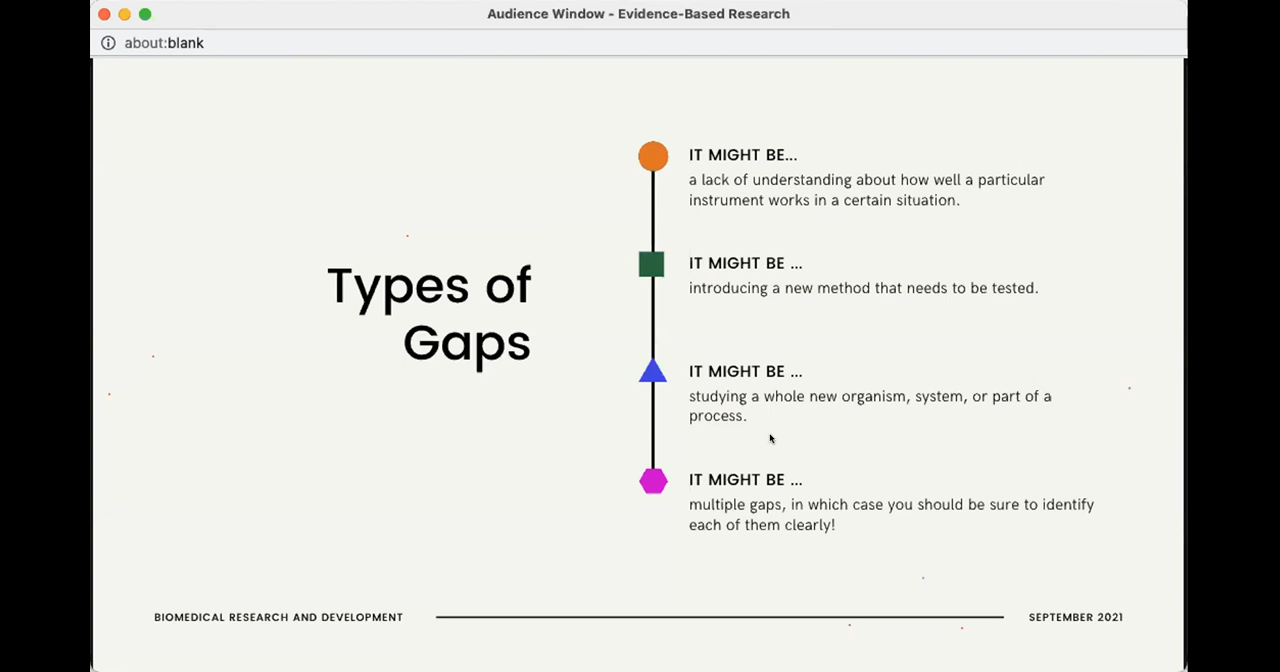 Audience Window - Evidence-Based Research
about:blank
Types of
Gaps
IT MIGHT BE...
a lack of understanding about how well a particular
instrument works in a certain situation.
IT MIGHT BE ...
introducing a new method that needs to be tested.
IT MIGHT BE ...
studying a whole new organism, system, or part of a
process.
IT MIGHT BE ...
multiple gaps, in which case you should be sure to identify
each of them clearly!
BIOMEDICAL RESEARCH AND DEVELOPMENT
SEPTEMBER 2021